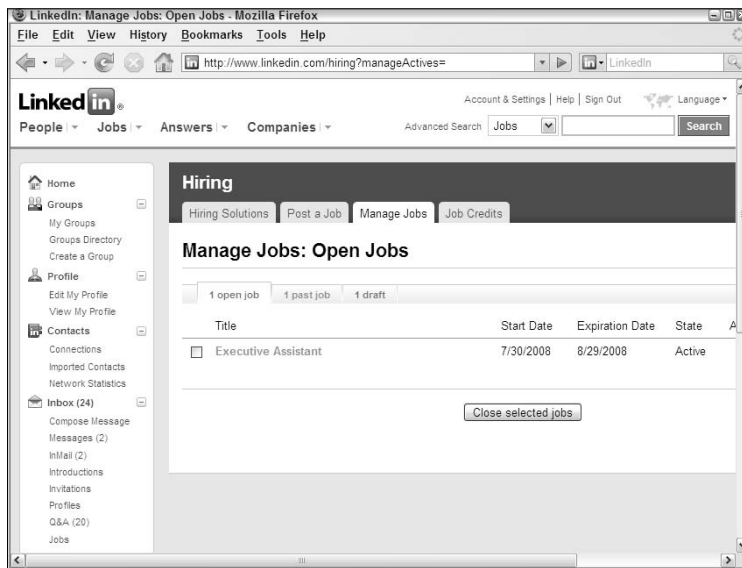 LinkedIn: Manage Jobs: Open Jobs - Mozilla Firefox
File Edit View History Bookmarks Tools Help
http://www.linkedin.com/hiring?manageActives=
LinkedIn
Linked in ®
Account & Settings | Help | Sign Out Language
People Jobs Answers Companies
Advanced Search Jobs Search
Home
Groups
My Groups
Groups Directory
Create a Group
Profile
Edit My Profile
View My Profile
Contacts
Connections
Imported Contacts
Network Statistics
Inbox (24)
Compose Message
Messages (2)
InMail (2)
Introductions
Invitations
Profiles
Q&A (20)
Jobs
Hiring
Hiring Solutions Post a Job Manage Jobs Job Credits
Manage Jobs: Open Jobs
1 open job 1 past job 1 draft
Title Start Date Expiration Date State
Executive Assistant 7/30/2008 8/29/2008 Active
Close selected jobs